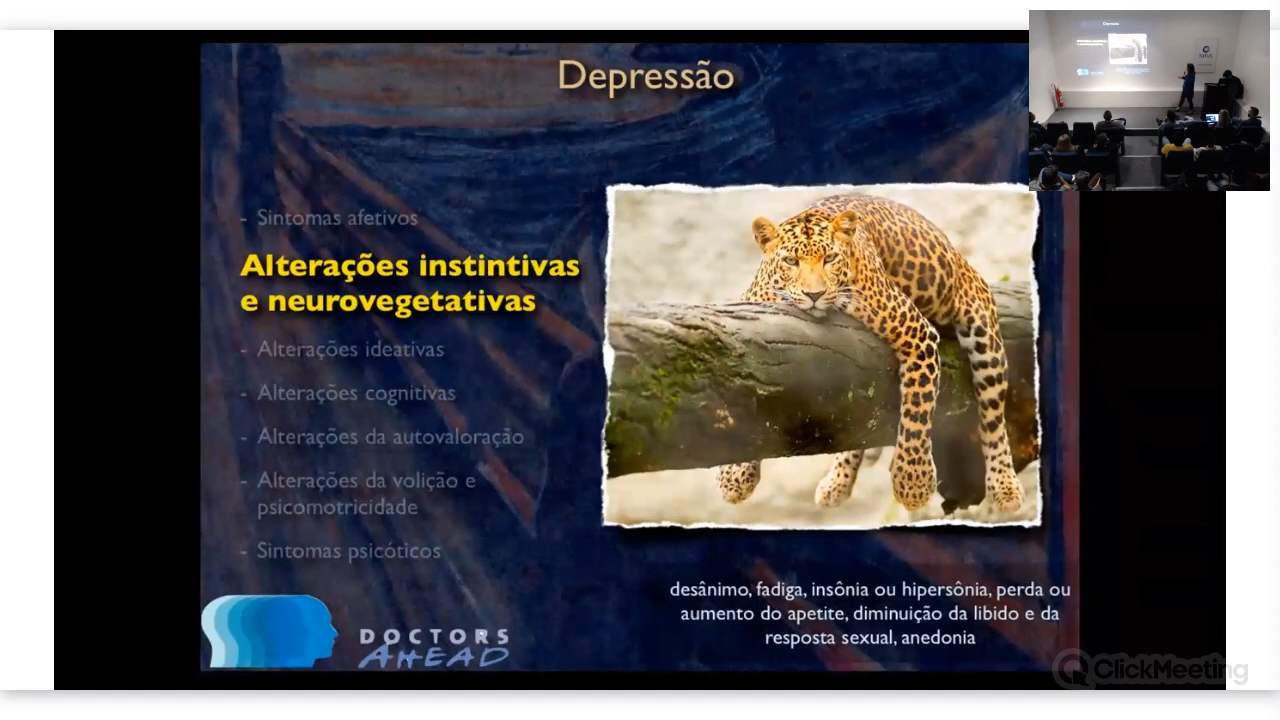 Depressão
- Sintomas afetivos
Alterações instintivas
e neurovegetativas
- Alterações ideativas
- Alterações cognitivas
- Alterações da autovaloração
- Alterações da volição e
psicomotricidade
- Sintomas psicóticos
desânimo, fadiga, insônia ou hipersônia, perda ou
aumento do apetite, diminuição da libido e da
resposta sexual, anedonia
DOCTORS
AHEAD
ClickMeeting